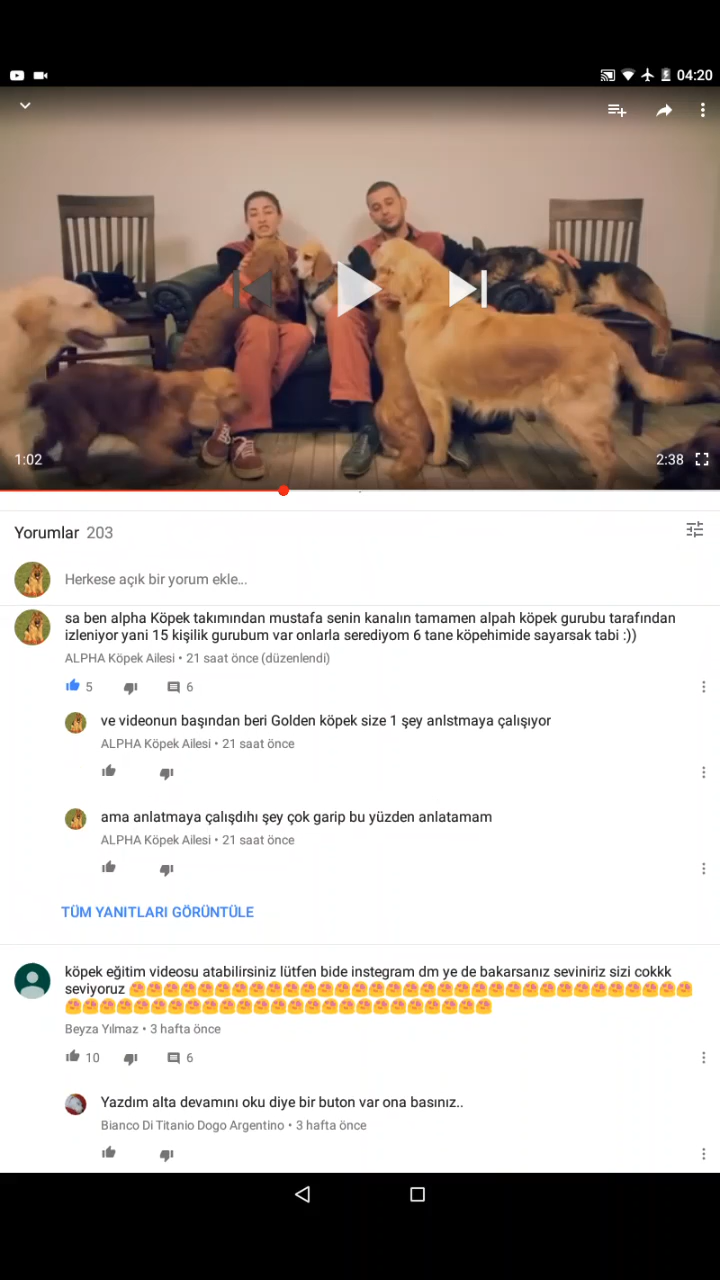 04:20
1:02
2:38
Yorumlar 203
Herkese açık bir yorum ekle...
sa ben alpha Köpek takımından mustafa senin kanalın tamamen alpah köpek gurubu tarafından
izleniyor yani 15 kişilik gurubum var onlarla serediyom 6 tane köpehimide sayarsak tabi :))
ALPHA Köpek Ailesi • 21 saat önce (düzenlendi)
5 6
ve videonun başından beri Golden köpek size 1 şey anlstmaya çalışıyor
ALPHA Köpek Ailesi • 21 saat önce
ama anlatmaya çalışdıhı şey çok garip bu yüzden anlatamam
ALPHA Köpek Ailesi • 21 saat önce
TÜM YANITLARI GÖRÜNTÜLE
köpek eğitim videosu atabilirsiniz lütfen bide instegram dm ye de bakarsanız seviniriz sizi cokkk
seviyoruz 😍😍😍😍😍😍😍😍😍😍😍😍😍😍😍😍😍😍😍😍😍😍😍😍😍😍😍😍😍😍😍😍😍
😍😍😍😍😍😍😍😍😍😍😍😍😍😍😍😍😍😍😍😍😍😍😍😍😍
Beyza Yılmaz • 3 hafta önce
10 6
Yazdım alta devamını oku diye bir buton var ona basınız..
Bianco Di Titanio Dogo Argentino • 3 hafta önce